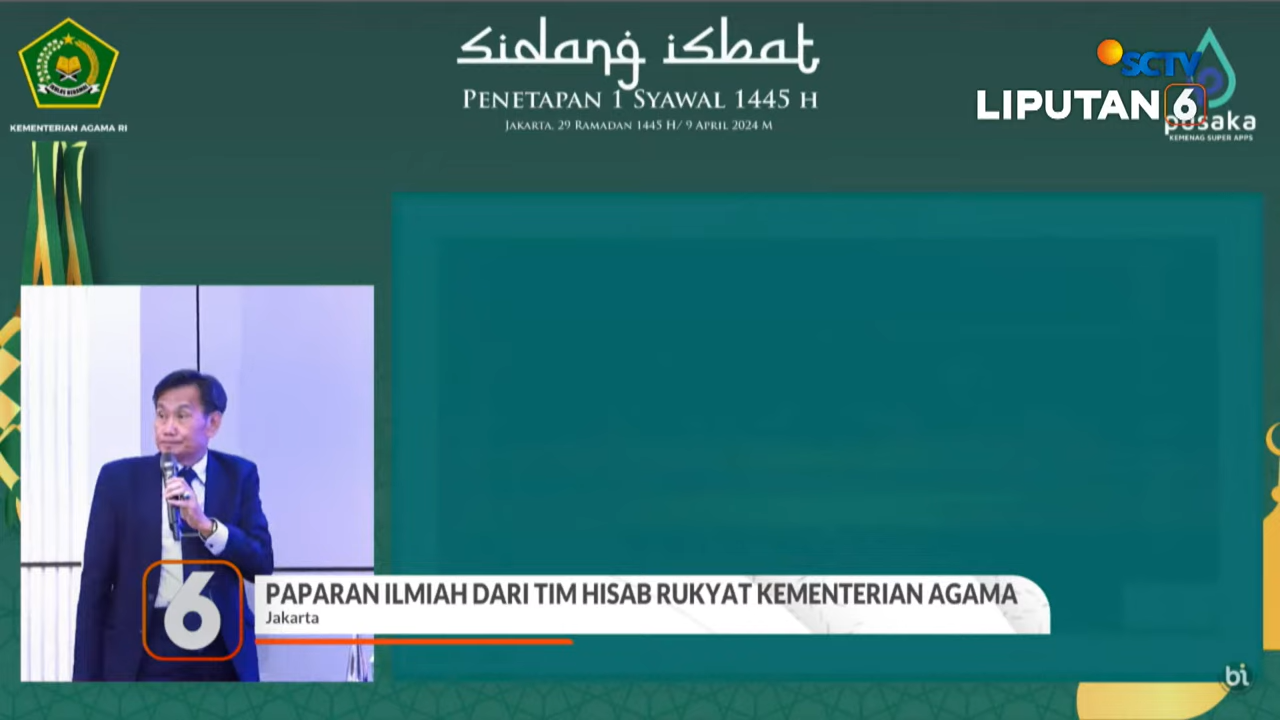 sidang isbat
PENETAPAN 1 SYAWAL 1445 H
JAKARTA, 29 RAMADAN 1445 H/ 9 APRIL 2024 M
KEMENTERIAN AGAMA RI
SCTV
LIPUTAN 6
pusaka
KEMENAG SUPER APPS
6
PAPARAN ILMIAH DARI TIM HISAB RUKYAT KEMENTERIAN AGAMA
Jakarta
bi